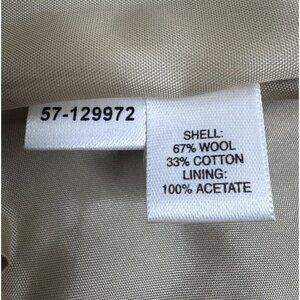 57-129972
SHELL:
67% WOOL
33% COTTON
LINING:
100% ACETATE